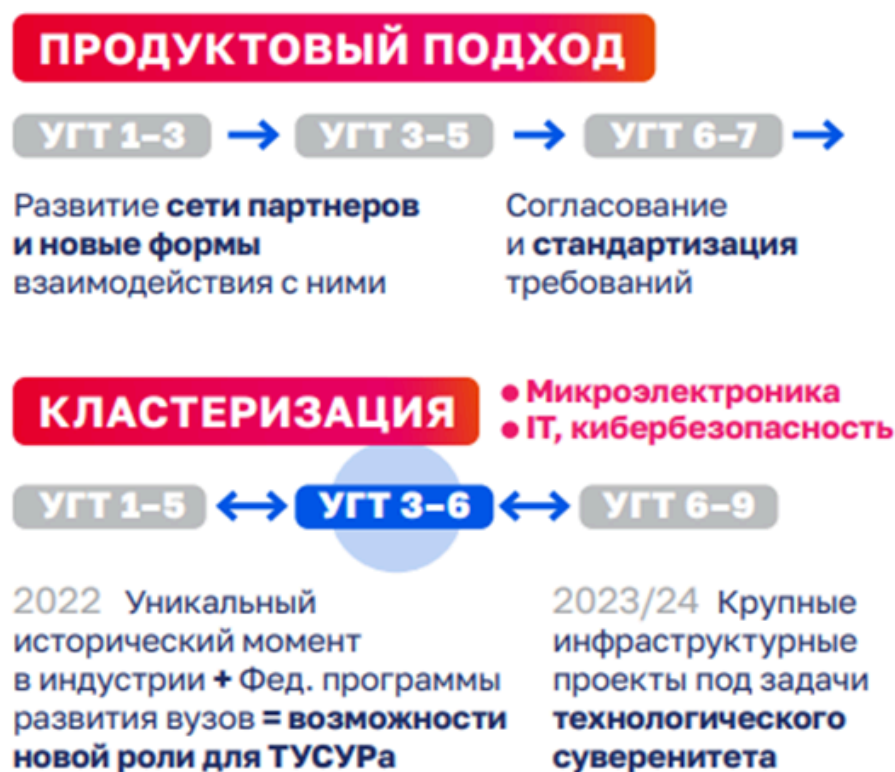 ПРОДУКТОВЫЙ ПОДХОД
УГТ 1–3 → УГТ 3–5 → УГТ 6–7 →
Развитие сети партнеров
и новые формы
взаимодействия с ними
Согласование
и стандартизация
требований
КЛАСТЕРИЗАЦИЯ
• Микроэлектроника
• IT, кибербезопасность
УГТ 1–5 ↔ УГТ 3–6 ↔ УГТ 6–9
2022 Уникальный
исторический момент
в индустрии + Фед. программы
развития вузов = возможности
новой роли для ТУСУРа
2023/24 Крупные
инфраструктурные
проекты под задачи
технологического
суверенитета